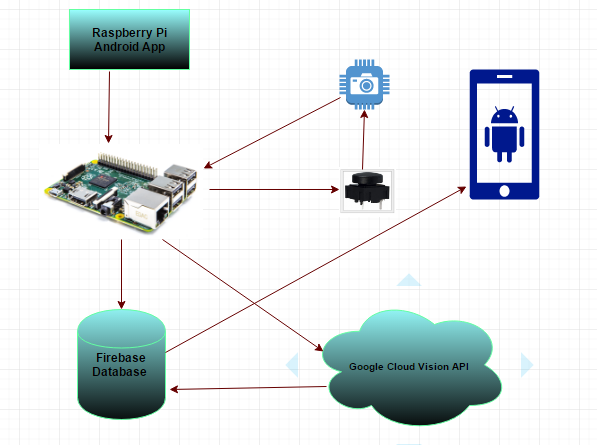 Raspberry Pi
Android App
Firebase
Database
Google Cloud Vision API